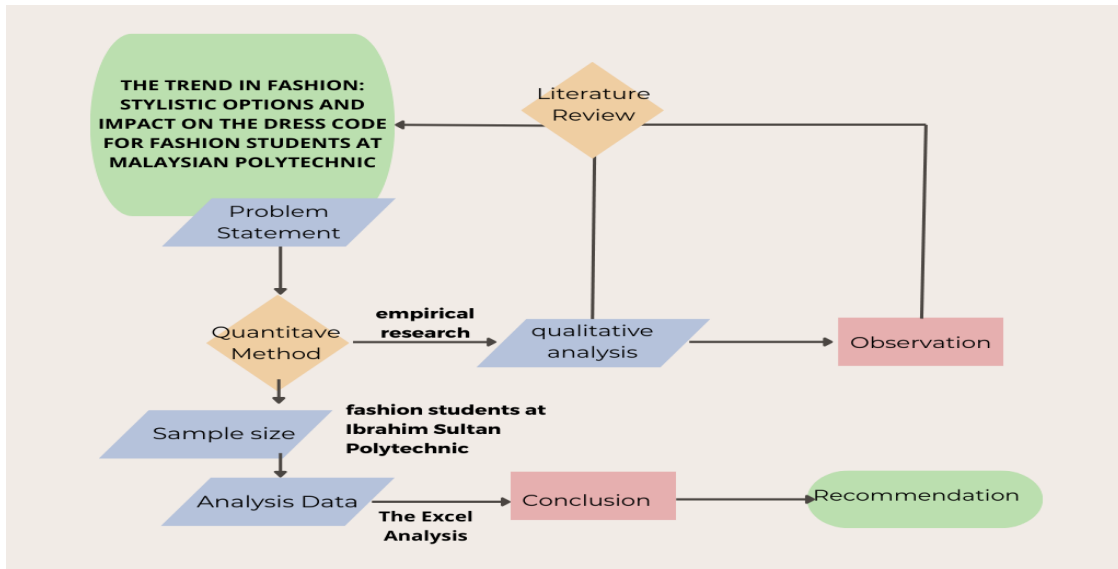 THE TREND IN FASHION:
STYLISTIC OPTIONS AND
IMPACT ON THE DRESS CODE
FOR FASHION STUDENTS AT
MALAYSIAN POLYTECHNIC
Literature
Review
Problem
Statement
Quantitave
Method
empirical
research
qualitative
analysis
Observation
Sample size
fashion students at
Ibrahim Sultan
Polytechnic
Analysis Data
The Excel
Analysis
Conclusion
Recommendation